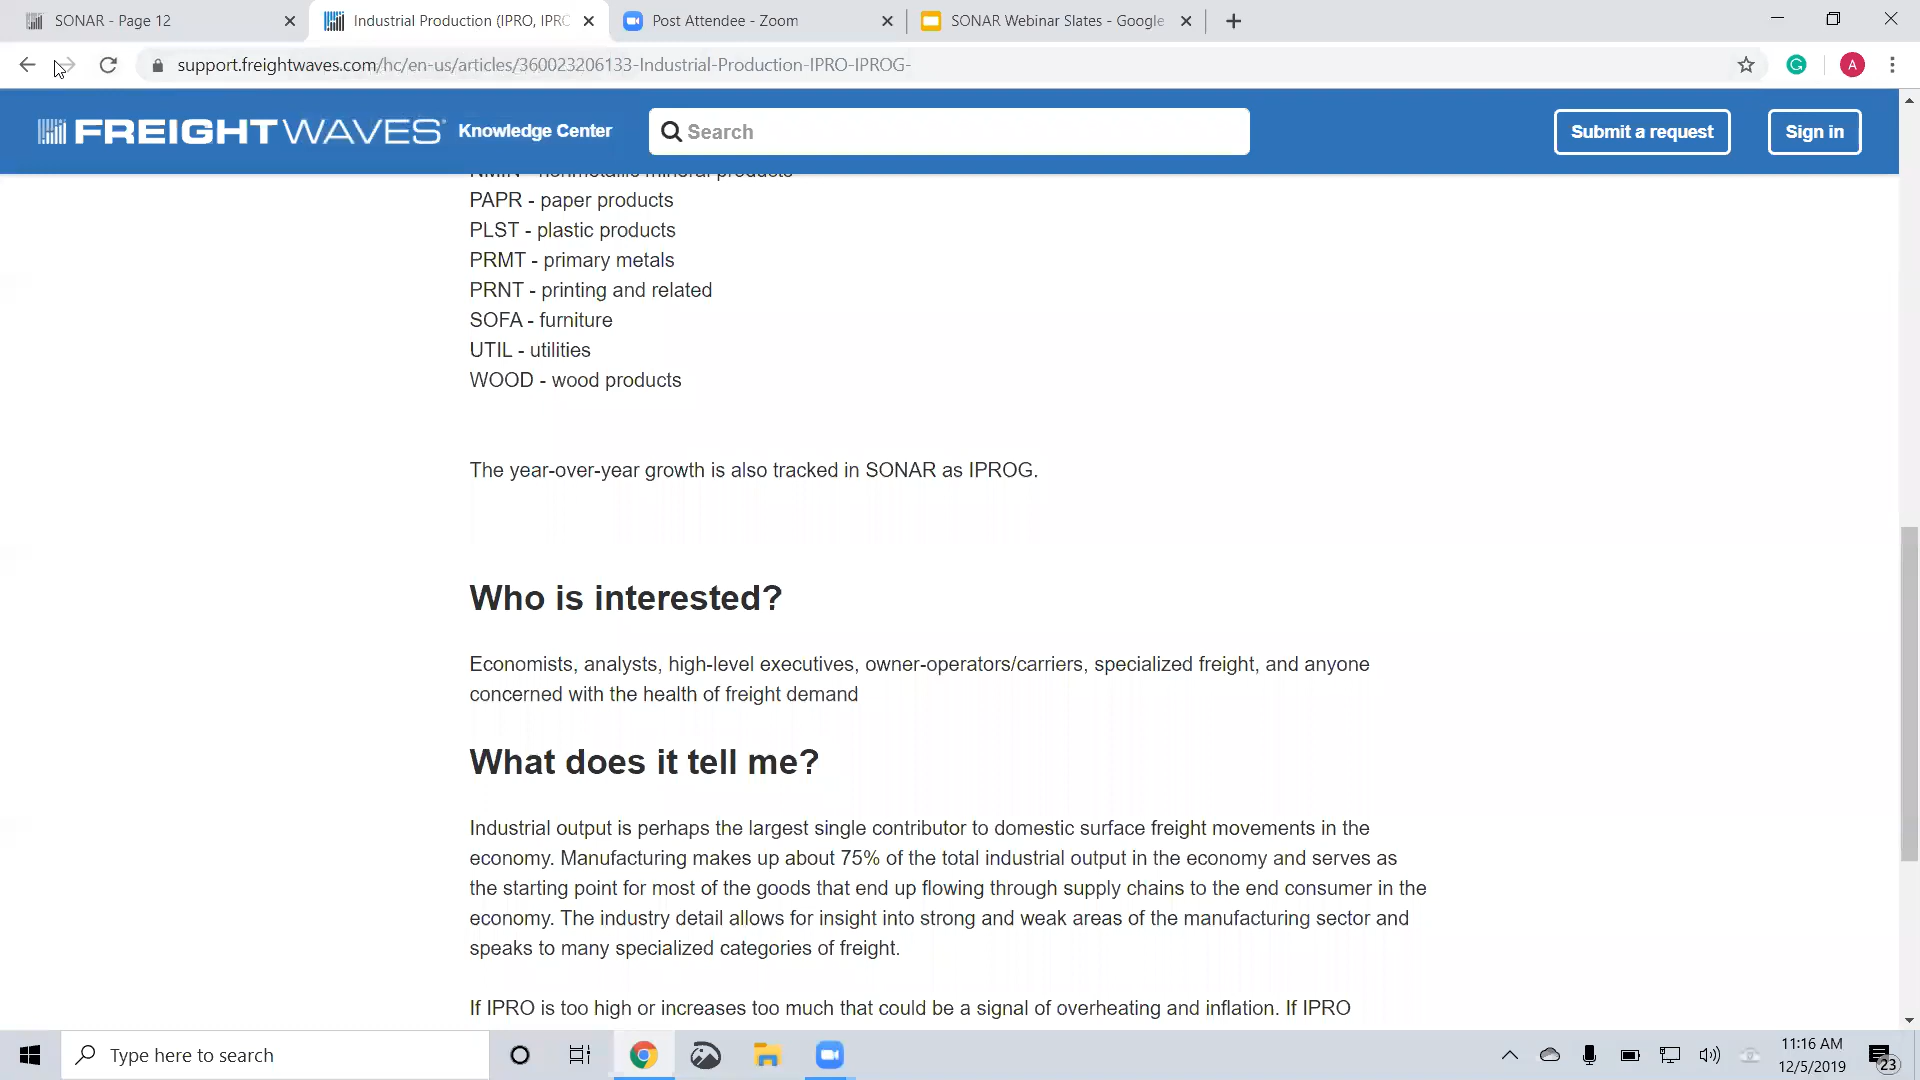 SONAR - Page 12
Industrial Production (IPRO, IPRO
Post Attendee - Zoom
SONAR Webinar Slates - Google
support.freightwaves.com/hc/en-us/articles/360023206133-Industrial-Production-IPRO-IPROG-
A
FREIGHTWAVES Knowledge Center
Search
Submit a request
Sign in
NMIN - nonmetallic mineral products
PAPR - paper products
PLST - plastic products
PRMT - primary metals
PRNT - printing and related
SOFA - furniture
UTIL - utilities
WOOD - wood products
The year-over-year growth is also tracked in SONAR as IPROG.
Who is interested?
Economists, analysts, high-level executives, owner-operators/carriers, specialized freight, and anyone
concerned with the health of freight demand
What does it tell me?
Industrial output is perhaps the largest single contributor to domestic surface freight movements in the
economy. Manufacturing makes up about 75% of the total industrial output in the economy and serves as
the starting point for most of the goods that end up flowing through supply chains to the end consumer in the
economy. The industry detail allows for insight into strong and weak areas of the manufacturing sector and
speaks to many specialized categories of freight.
If IPRO is too high or increases too much that could be a signal of overheating and inflation. If IPRO
Type here to search
11:16 AM
12/5/2019
23